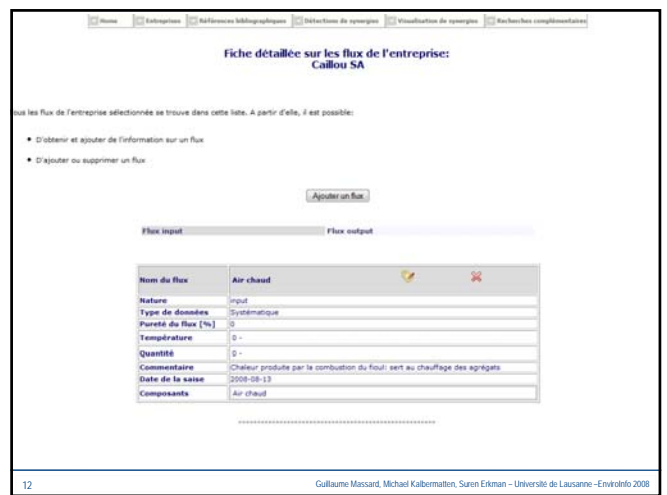 Home Entreprises Références bibliographiques Détections de synergies Visualisation de synergies Recherches complémentaires
Fiche détaillée sur les flux de l'entreprise:
Caillou SA
ous les flux de l'entreprise sélectionnée se trouve dans cette liste. A partir d'elle, il est possible:
• D'obtenir et ajouter de l'information sur un flux
• D'ajouter ou supprimer un flux
Ajouter un flux
Flux input Flux output
Nom du flux Air chaud
Nature input
Type de données Systématique
Pureté du flux [%] 0
Température 0 -
Quantité 0 -
Commentaire Chaleur produite par la combustion du fioul: sert au chauffage des agrégats
Date de la saise 2008-08-13
Composants Air chaud
12 Guillaume Massard, Michael Kalbermatten, Suren Erkman – Université de Lausanne –EnviroInfo 2008